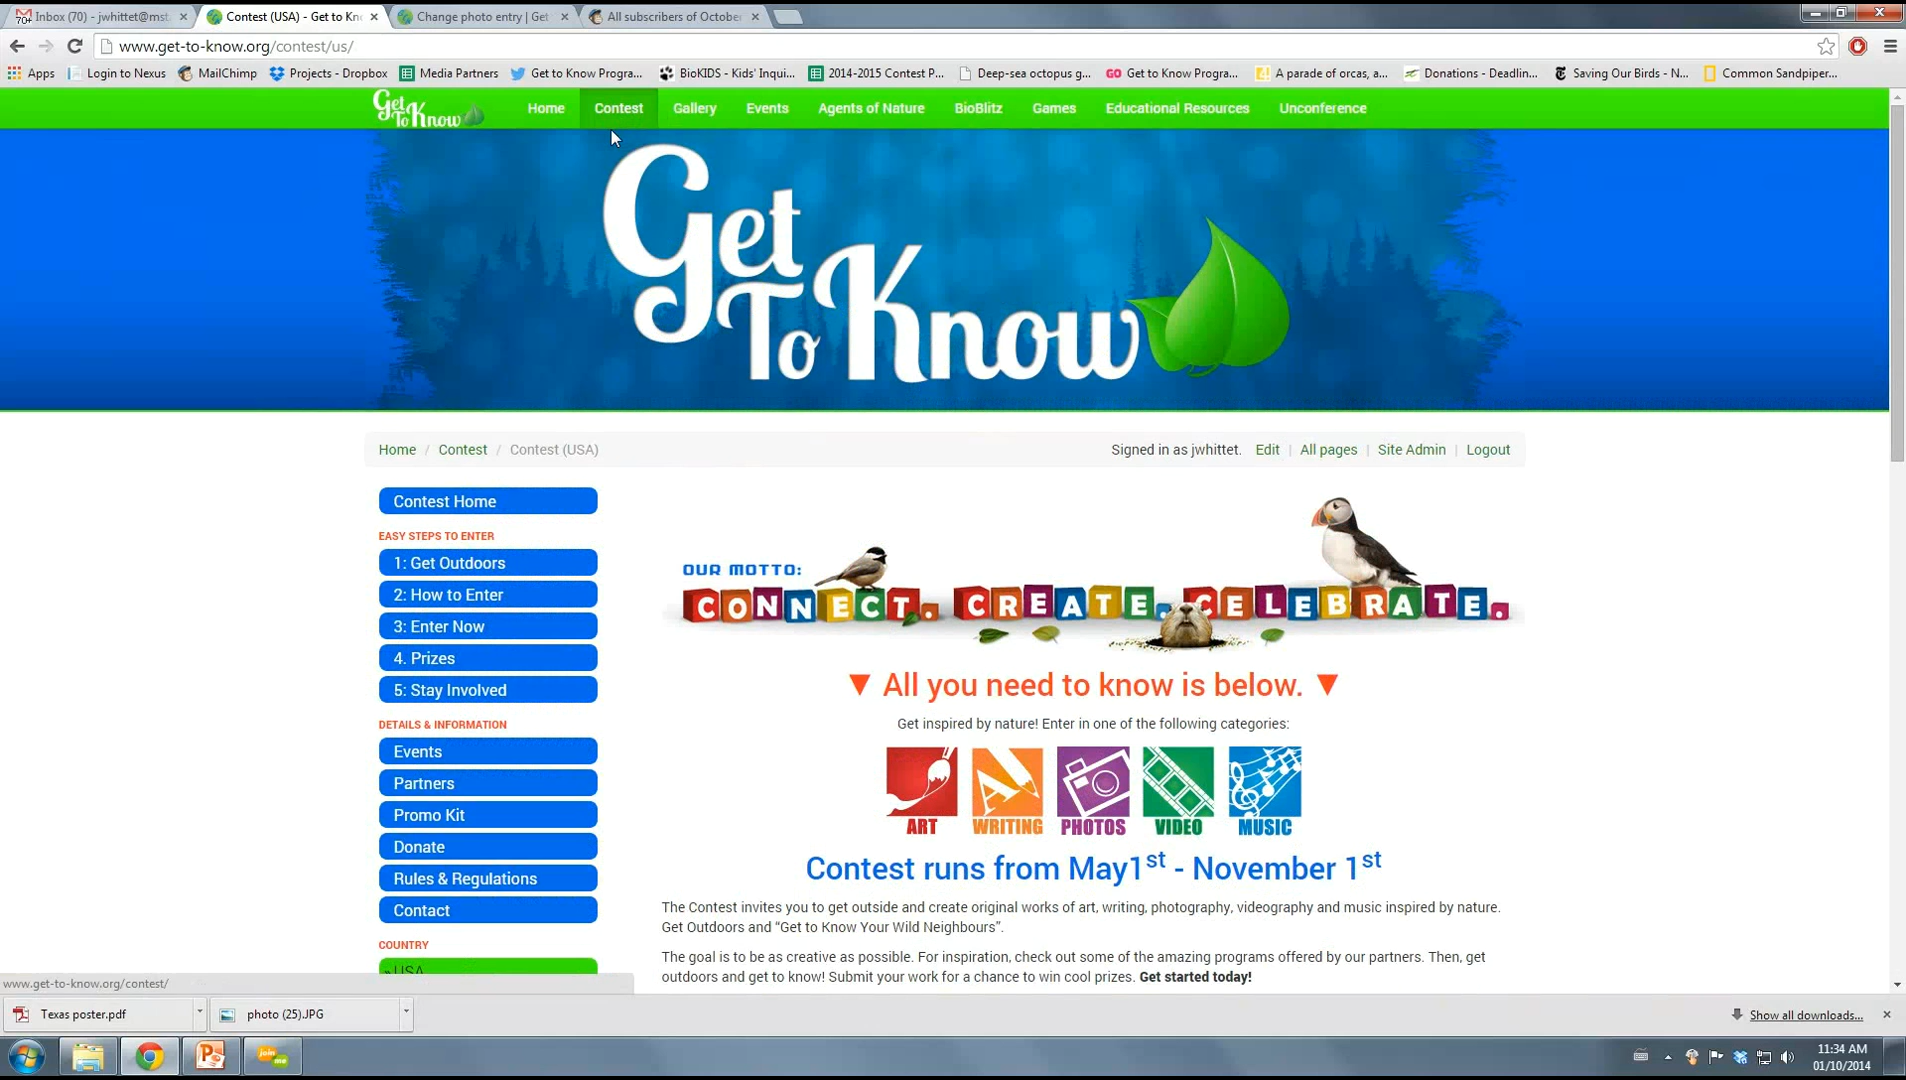 Inbox (70) - jwhittet@mst
Contest (USA) - Get to Kn
Change photo entry | Get
All subscribers of October
www.get-to-know.org/contest/us/
Apps
Login to Nexus
MailChimp
Projects - Dropbox
Media Partners
Get to Know Progra...
BioKIDS - Kids' Inqui...
2014-2015 Contest P...
Deep-sea octopus g...
GO Get to Know Progra...
A parade of orcas, a...
Donations - Deadlin...
Saving Our Birds - N...
Common Sandpiper...
Get To Know
Home
Contest
Gallery
Events
Agents of Nature
BioBlitz
Games
Educational Resources
Unconference
Get
To Know
Home / Contest / Contest (USA)
Signed in as jwhittet. Edit | All pages | Site Admin | Logout
Contest Home
EASY STEPS TO ENTER
1: Get Outdoors
2: How to Enter
3: Enter Now
4. Prizes
5: Stay Involved
DETAILS & INFORMATION
Events
Partners
Promo Kit
Donate
Rules & Regulations
Contact
COUNTRY
» USA
OUR MOTTO:
CONNECT. CREATE. CELEBRATE.
▼ All you need to know is below. ▼
Get inspired by nature! Enter in one of the following categories:
ART
WRITING
PHOTOS
VIDEO
MUSIC
Contest runs from May1st - November 1st
The Contest invites you to get outside and create original works of art, writing, photography, videography and music inspired by nature.
Get Outdoors and “Get to Know Your Wild Neighbours”.
The goal is to be as creative as possible. For inspiration, check out some of the amazing programs offered by our partners. Then, get
outdoors and get to know! Submit your work for a chance to win cool prizes. Get started today!
www.get-to-know.org/contest/
Texas poster.pdf
photo (25).JPG
Show all downloads...
join me
11:34 AM
01/10/2014